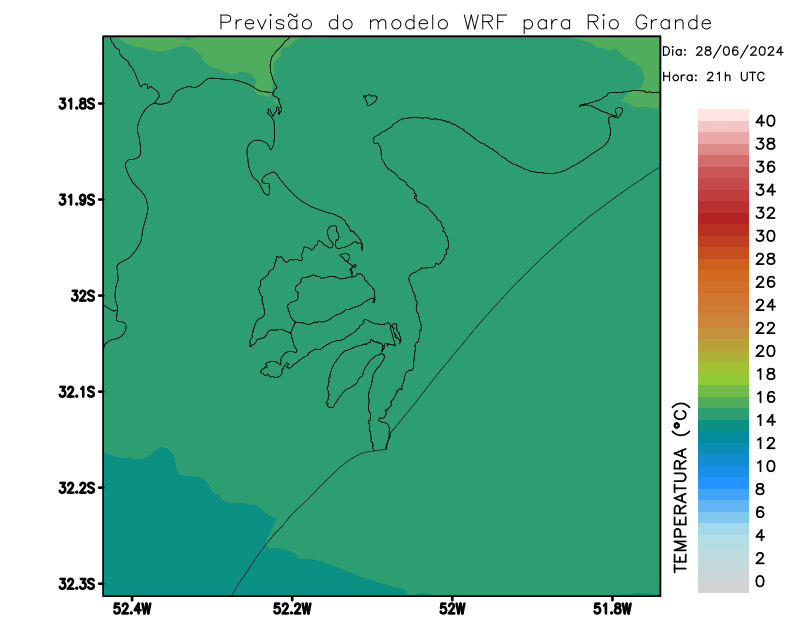 Previsão do modelo WRF para Rio Grande
Dia: 28/06/2024
Hora: 21h UTC
31.8S
31.9S
32S
32.1S
32.2S
32.3S
52.4W
52.2W
52W
51.8W
TEMPERATURA (°C)
40
38
36
34
32
30
28
26
24
22
20
18
16
14
12
10
8
6
4
2
0